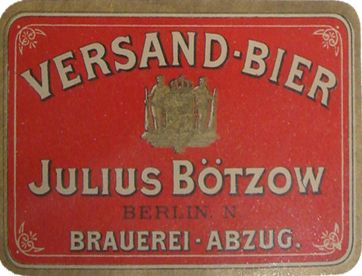 VERSAND-BIER
JULIUS BÖTZOW
BERLIN. N.
BRAUEREI-ABZUG.